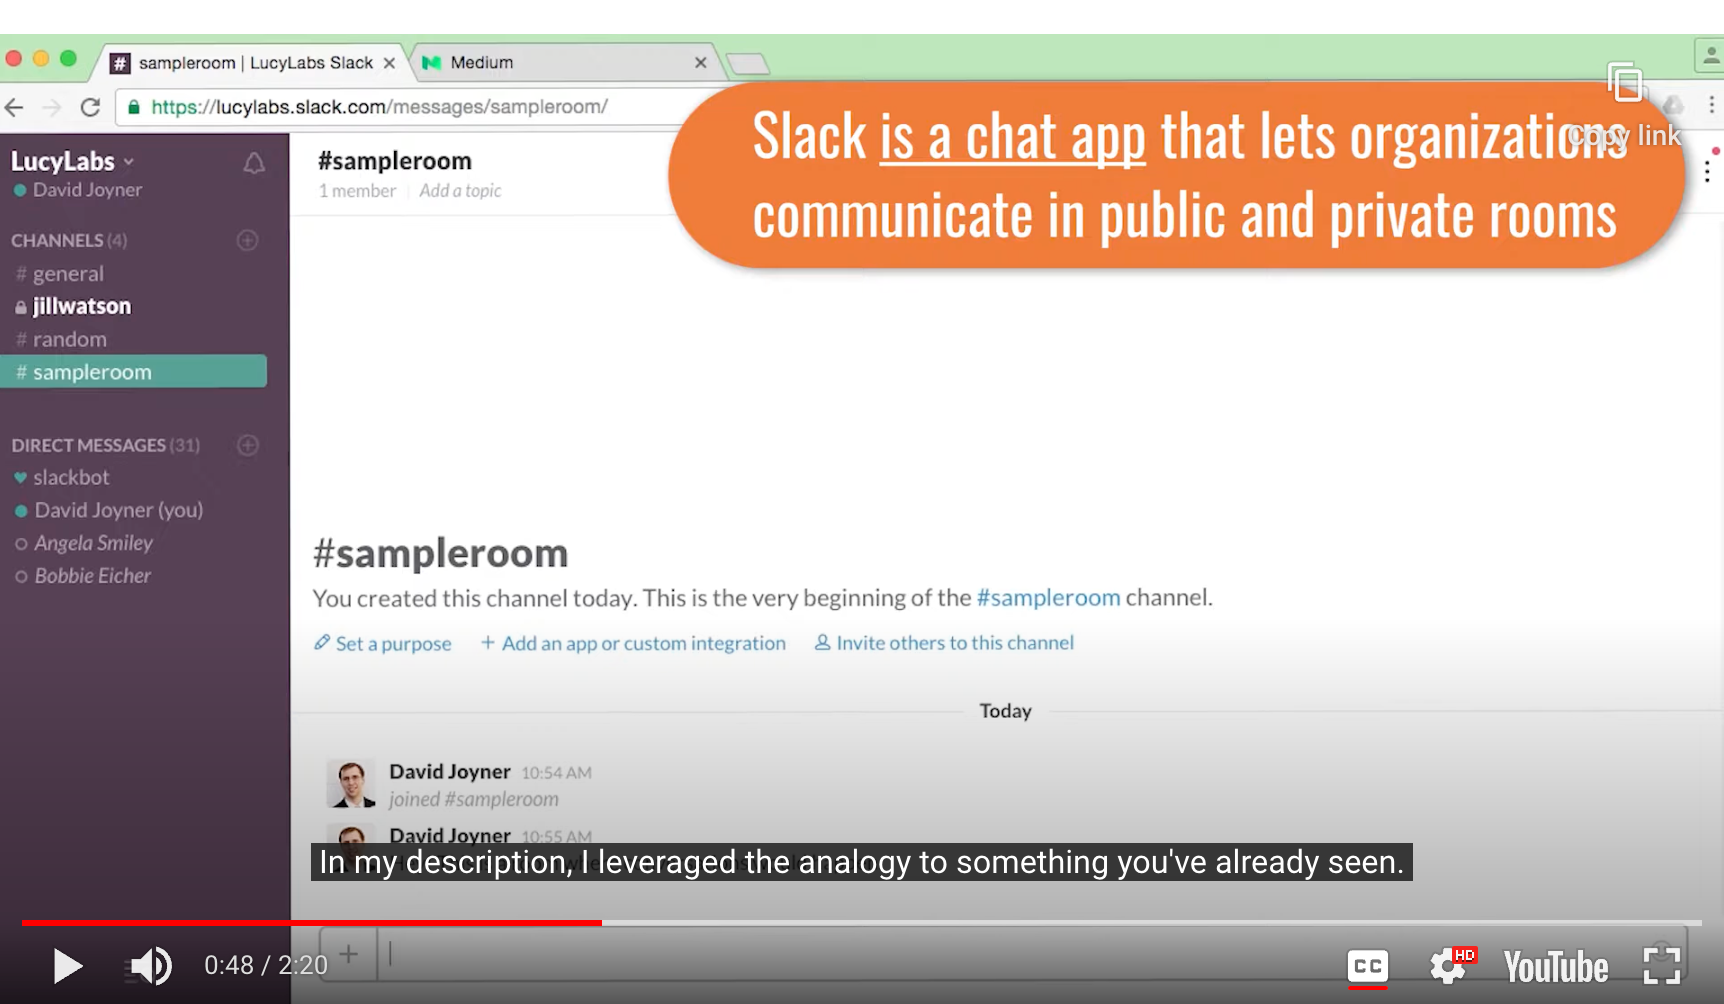 sampleroom | LucyLabs Slack
Medium
https://lucylabs.slack.com/messages/sampleroom/
Slack is a chat app that lets organizations
communicate in public and private rooms
Copy link
LucyLabs
David Joyner
#sampleroom
1 member | Add a topic
CHANNELS (4)
# general
jillwatson
# random
# sampleroom
DIRECT MESSAGES (31)
slackbot
David Joyner (you)
Angela Smiley
Bobbie Eicher
#sampleroom
You created this channel today. This is the very beginning of the #sampleroom channel.
Set a purpose + Add an app or custom integration Invite others to this channel
Today
David Joyner 10:54 AM
joined #sampleroom
David Joyner 10:55 AM
In my description, I leveraged the analogy to something you've already seen.
0:48 / 2:20
CC
HD
YouTube